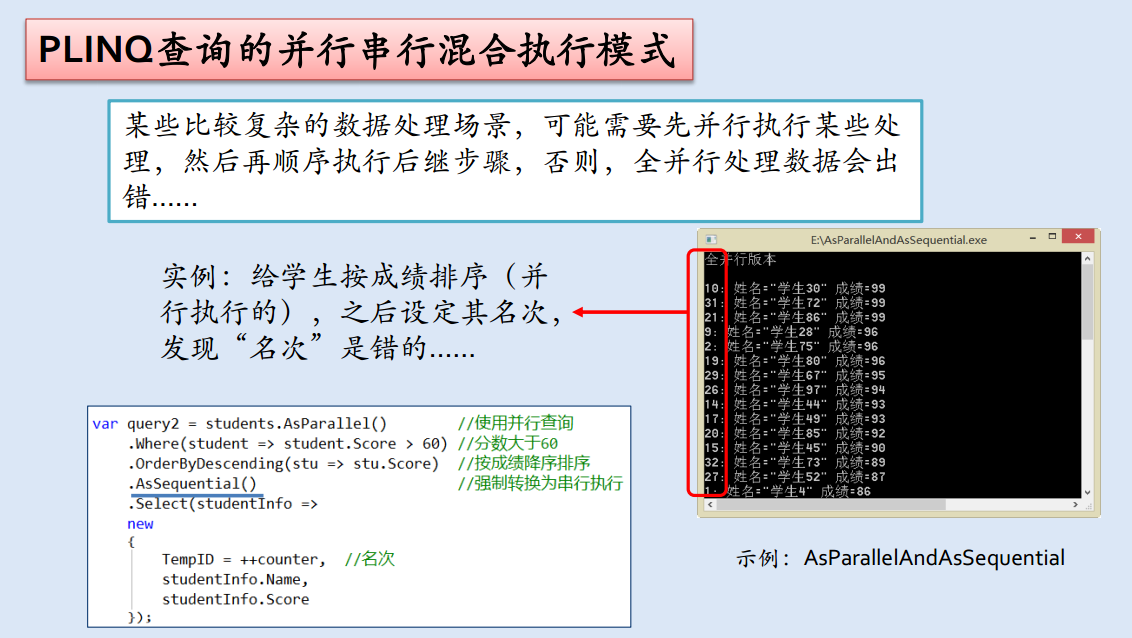 PLINQ查询的并行串行混合执行模式
某些比较复杂的数据处理场景，可能需要先并行执行某些处
理，然后再顺序执行后继步骤，否则，全并行处理数据会出
错……
实例：给学生按成绩排序（并
行执行的），之后设定其名次，
发现“名次”是错的……
var query2 = students.AsParallel() //使用并行查询
.Where(student => student.Score > 60) //分数大于60
.OrderByDescending(stu => stu.Score) //按成绩降序排序
.AsSequential() //强制转换为串行执行
.Select(studentInfo =>
new
{
TempID = ++counter, //名次
studentInfo.Name,
studentInfo.Score
});
E:\AsParallelAndAsSequential.exe
全并行版本
10: 姓名="学生30" 成绩=99
31: 姓名="学生72" 成绩=99
21: 姓名="学生86" 成绩=99
9: 姓名="学生28" 成绩=96
2: 姓名="学生75" 成绩=96
19: 姓名="学生80" 成绩=96
29: 姓名="学生67" 成绩=95
26: 姓名="学生97" 成绩=94
14: 姓名="学生44" 成绩=93
17: 姓名="学生49" 成绩=93
20: 姓名="学生85" 成绩=92
15: 姓名="学生45" 成绩=90
32: 姓名="学生73" 成绩=89
27: 姓名="学生52" 成绩=87
1: 姓名="学生4" 成绩=86
示例：AsParallelAndAsSequential